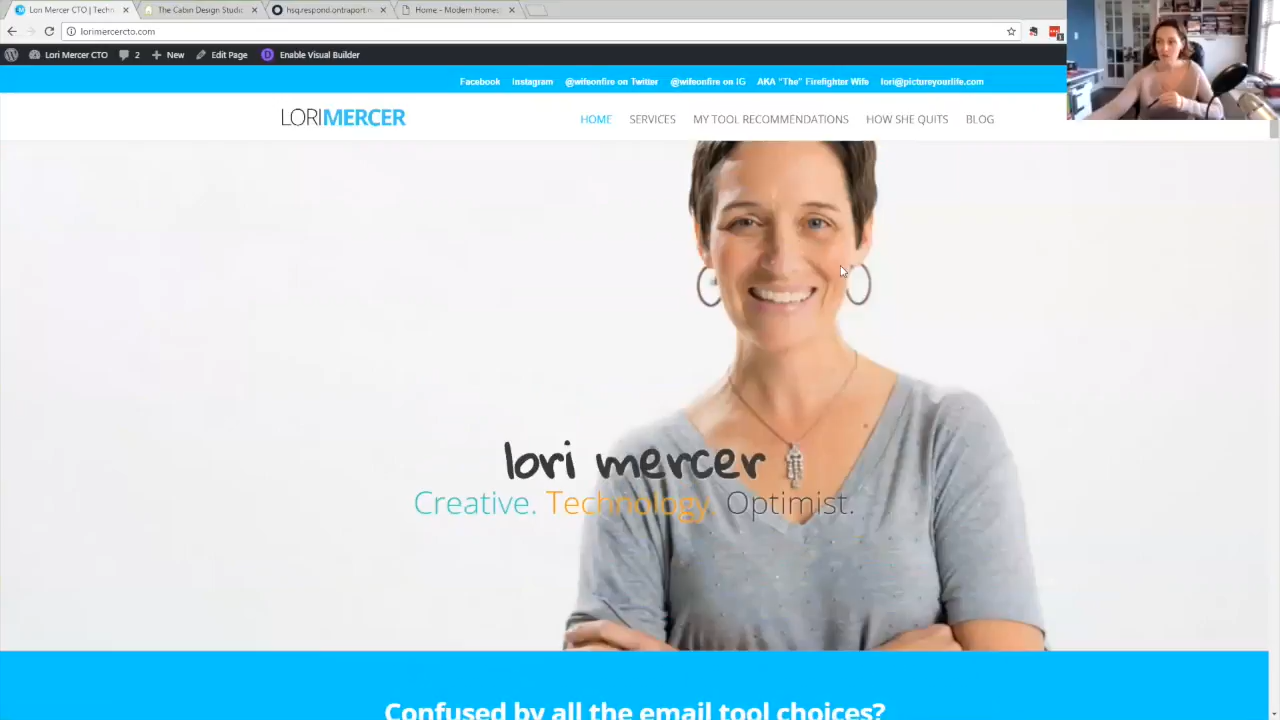 Lori Mercer CTO | Techn
The Cabin Design Studio
hsq.respond.ontraport.n
Home - Modern Home
lorimercercto.com
Lori Mercer CTO
2
New
Edit Page
D
Enable Visual Builder
Facebook Instagram @wifeonfire on Twitter @wifeonfire on IG AKA "The" Firefighter Wife lori@pictureyourlife.com
LORIMERCER
HOME SERVICES MY TOOL RECOMMENDATIONS HOW SHE QUITS BLOG
lori mercer
Creative. Technology. Optimist.
Confused by all the email tool choices?